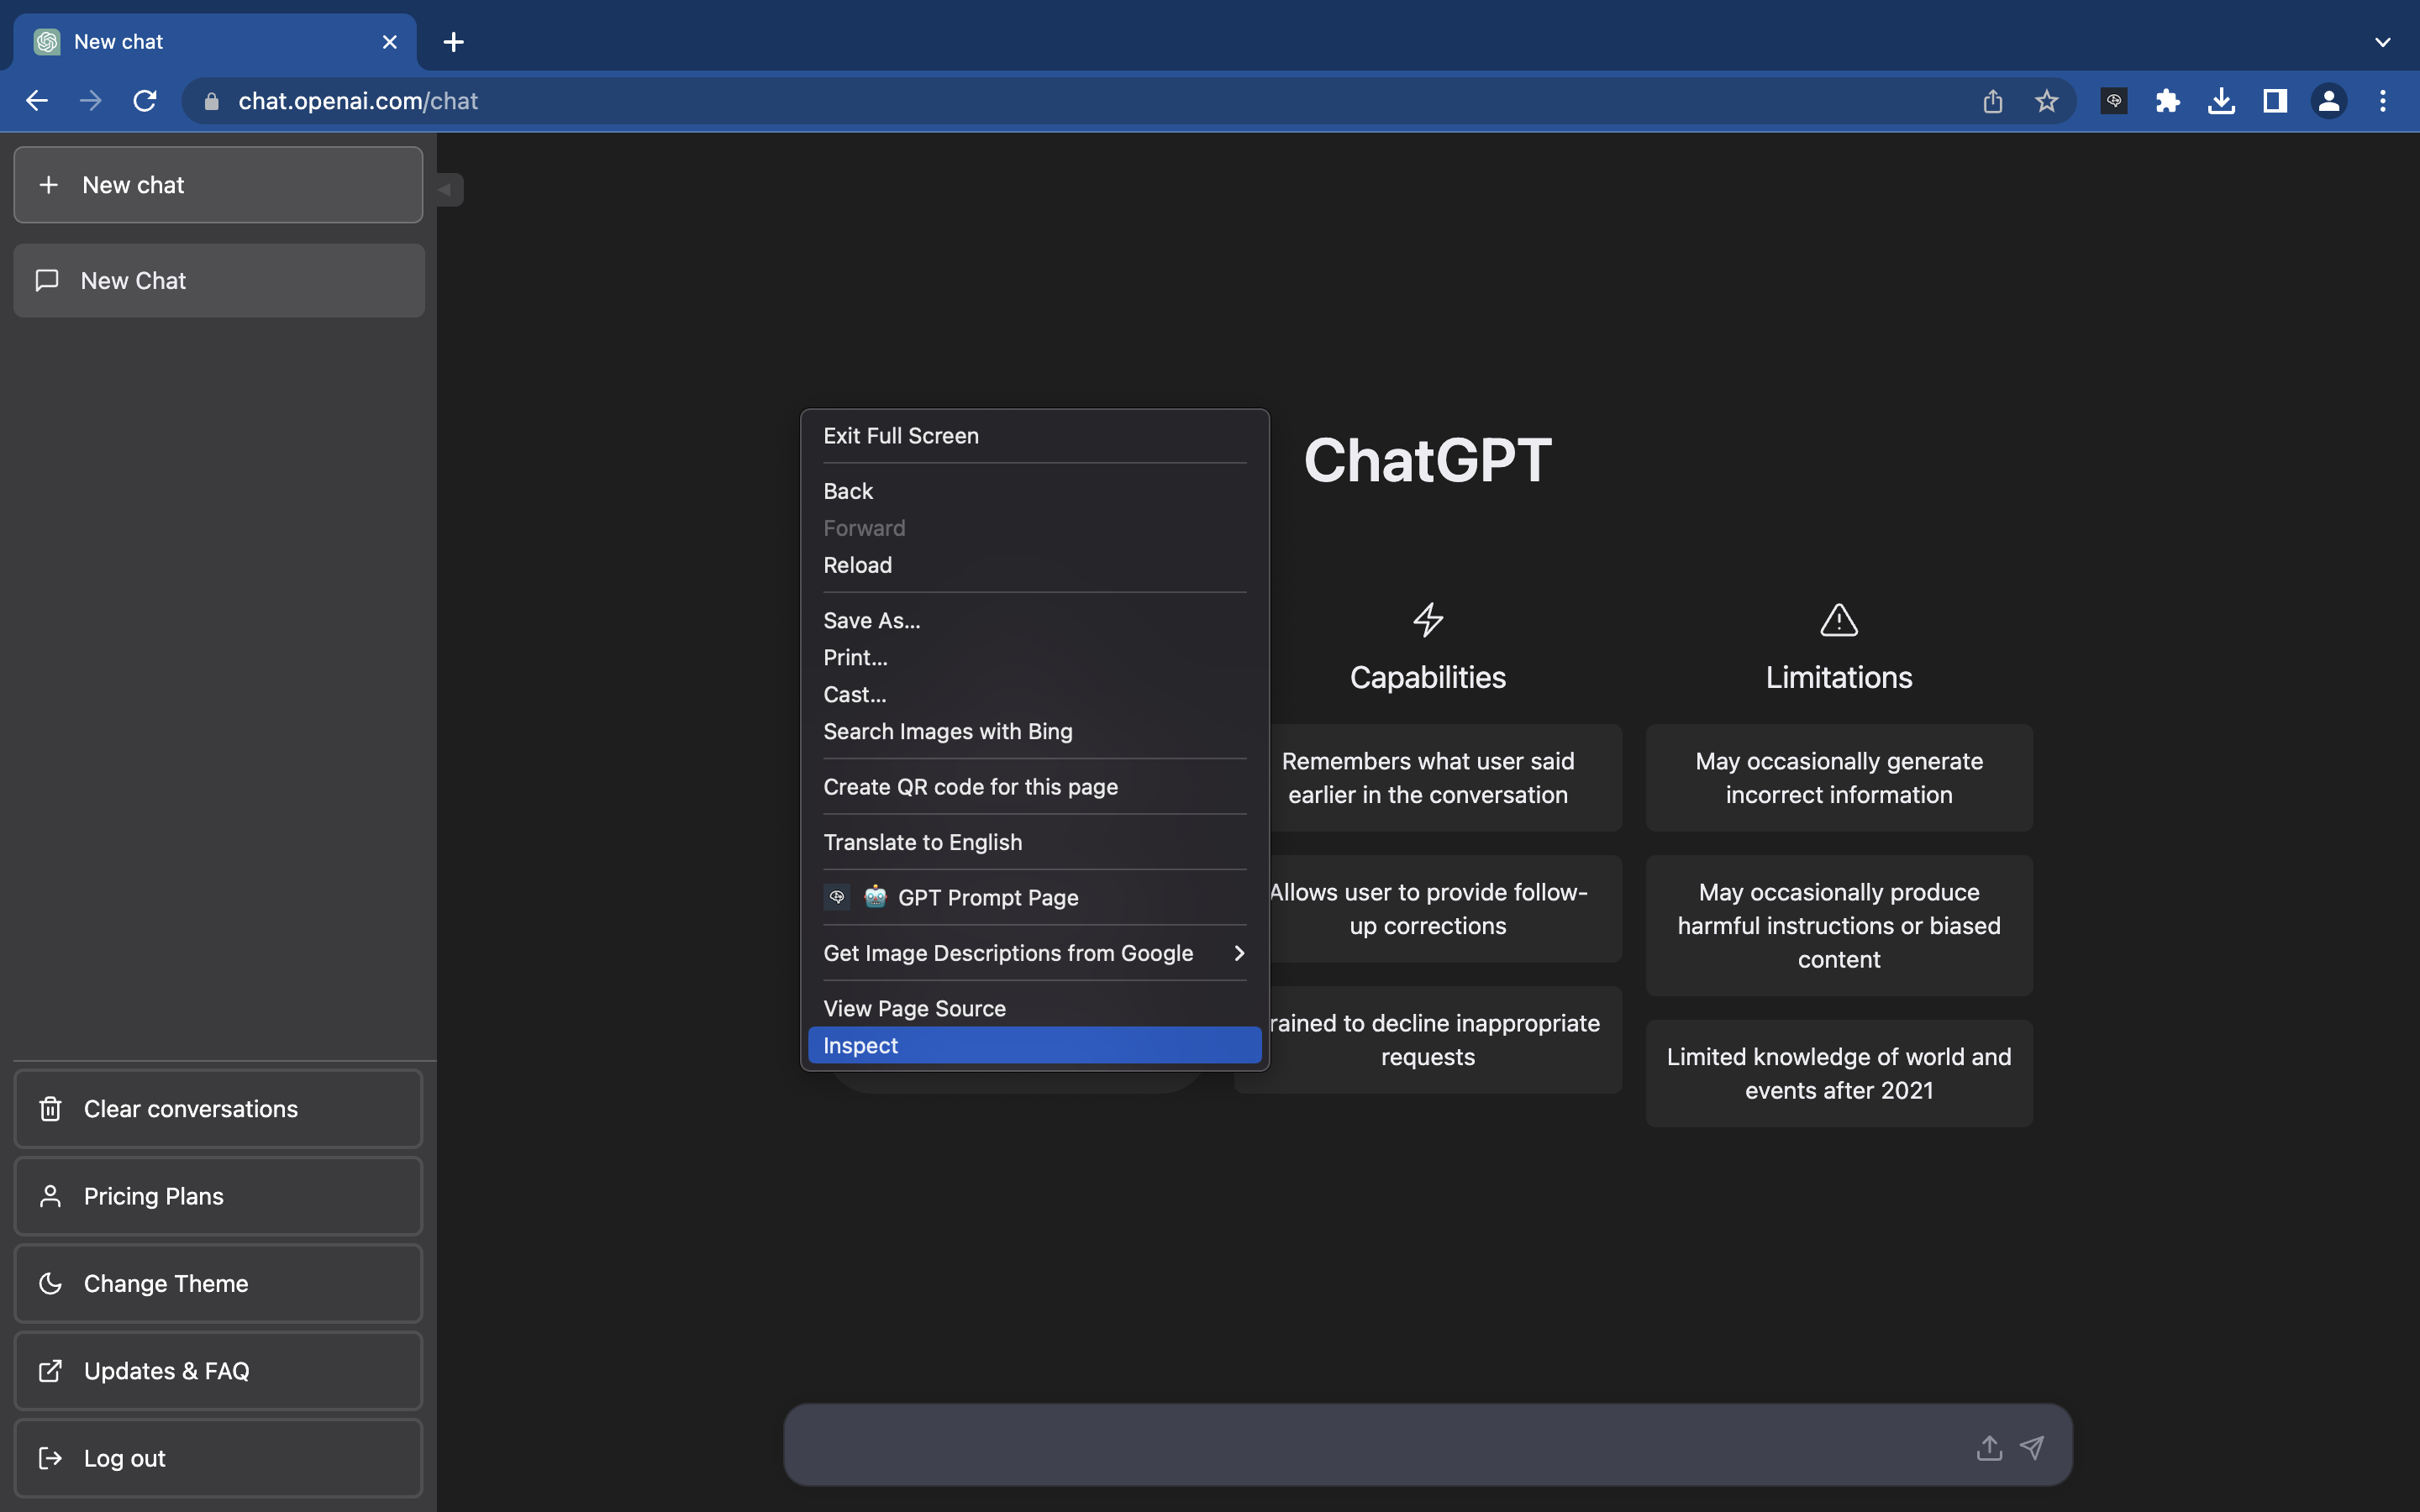 New chat
chat.openai.com/chat
New chat
New Chat
Clear conversations
Pricing Plans
Change Theme
Updates & FAQ
Log out
Exit Full Screen
Back
Forward
Reload
Save As...
Print...
Cast...
Search Images with Bing
Create QR code for this page
Translate to English
GPT Prompt Page
Get Image Descriptions from Google
View Page Source
Inspect
ChatGPT
Capabilities
Remembers what user said
earlier in the conversation
Allows user to provide follow-
up corrections
rained to decline inappropriate
requests
Limitations
May occasionally generate
incorrect information
May occasionally produce
harmful instructions or biased
content
Limited knowledge of world and
events after 2021